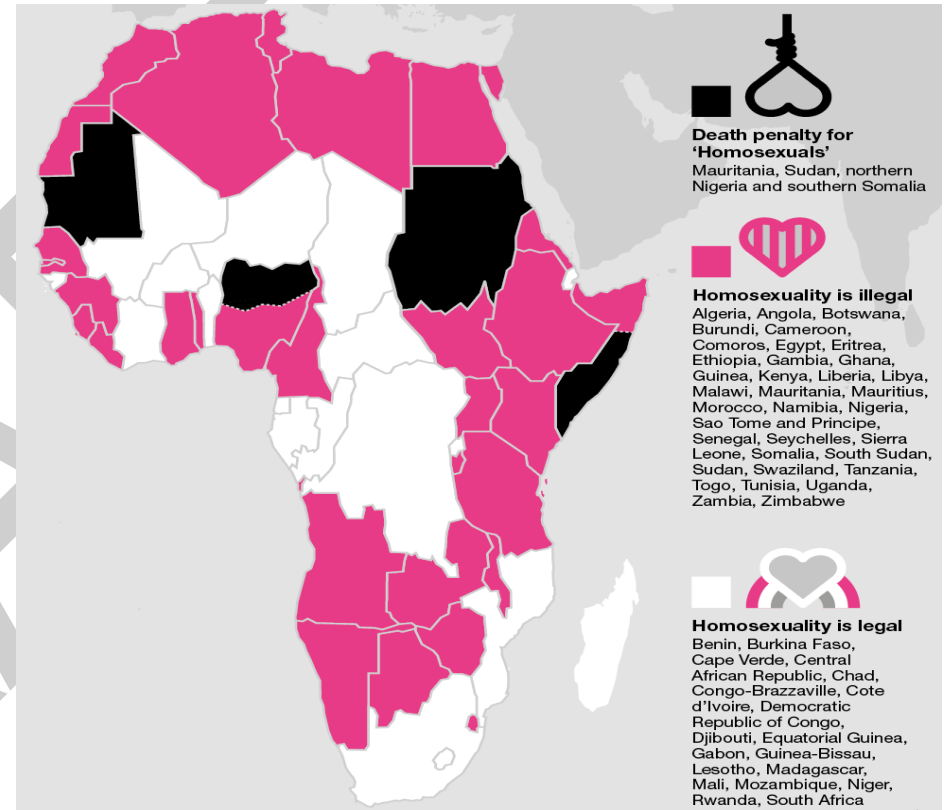 Death penalty for
‘Homosexuals’
Mauritania, Sudan, northern
Nigeria and southern Somalia
Homosexuality is illegal
Algeria, Angola, Botswana,
Burundi, Cameroon,
Comoros, Egypt, Eritrea,
Ethiopia, Gambia, Ghana,
Guinea, Kenya, Liberia, Libya,
Malawi, Mauritania, Mauritius,
Morocco, Namibia, Nigeria,
Sao Tome and Principe,
Senegal, Seychelles, Sierra
Leone, Somalia, South Sudan,
Sudan, Swaziland, Tanzania,
Togo, Tunisia, Uganda,
Zambia, Zimbabwe
Homosexuality is legal
Benin, Burkina Faso,
Cape Verde, Central
African Republic, Chad,
Congo-Brazzaville, Cote
d’Ivoire, Democratic
Republic of Congo,
Djibouti, Equatorial Guinea,
Gabon, Guinea-Bissau,
Lesotho, Madagascar,
Mali, Mozambique, Niger,
Rwanda, South Africa